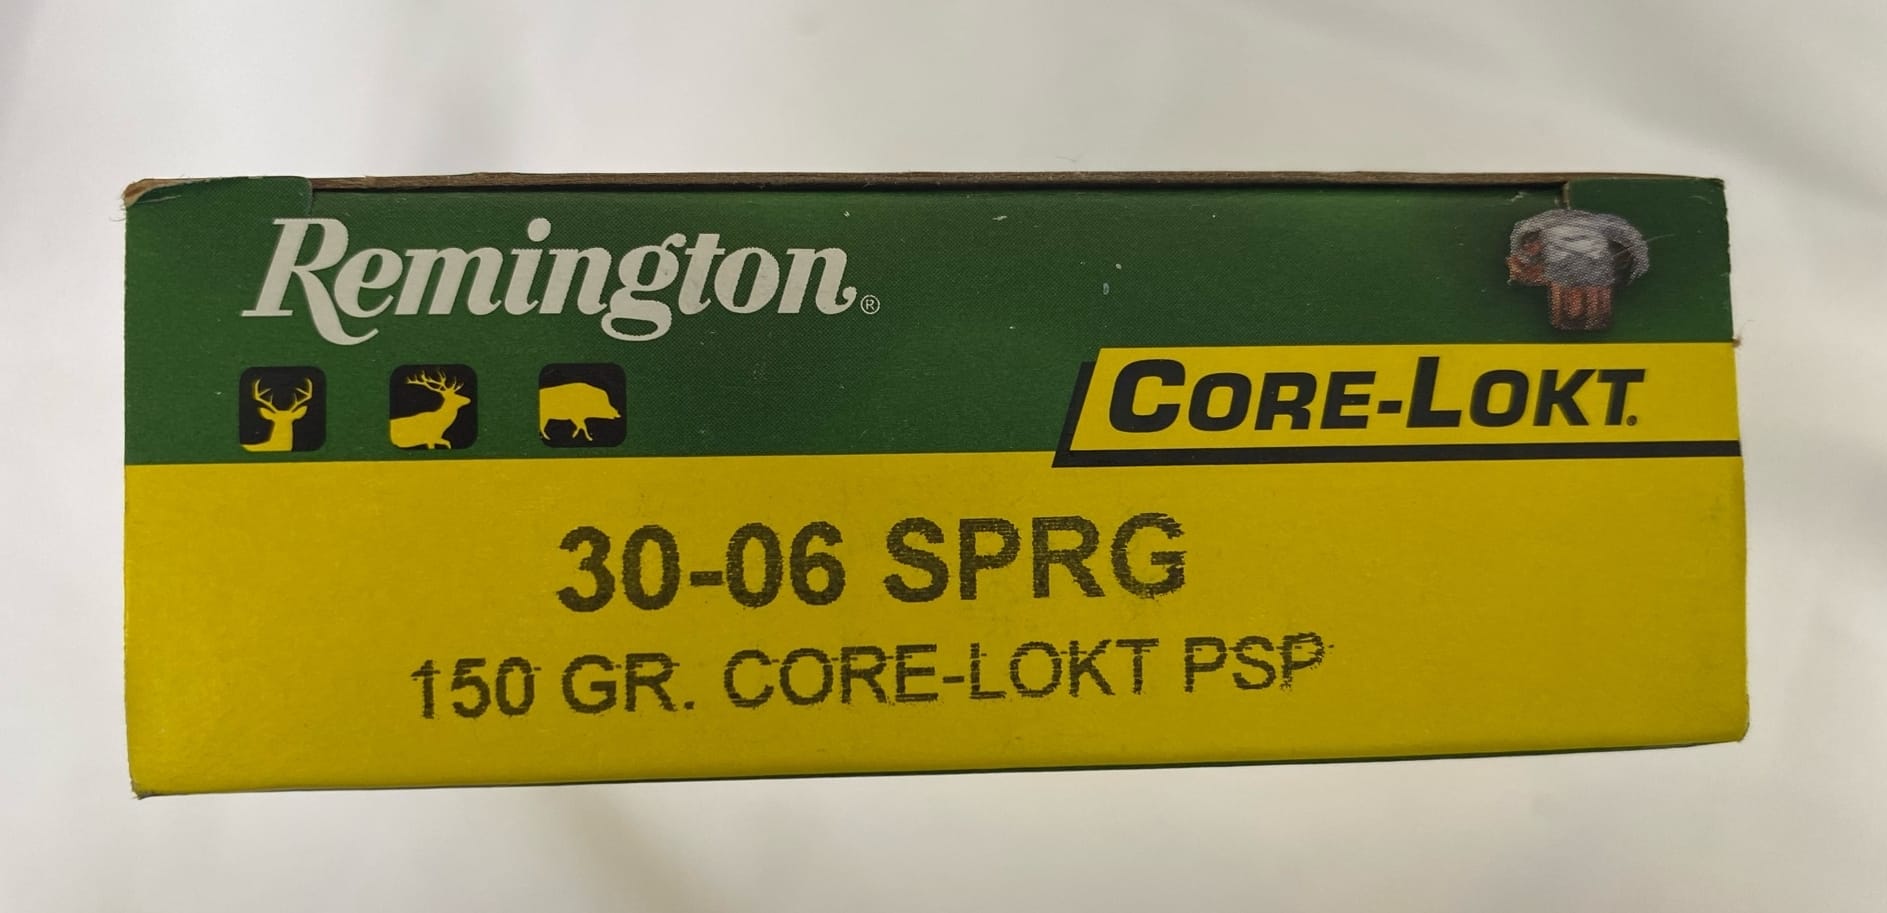 Remington®
CORE-LOKT.
30-06 SPRG
150 GR. CORE-LOKT PSP